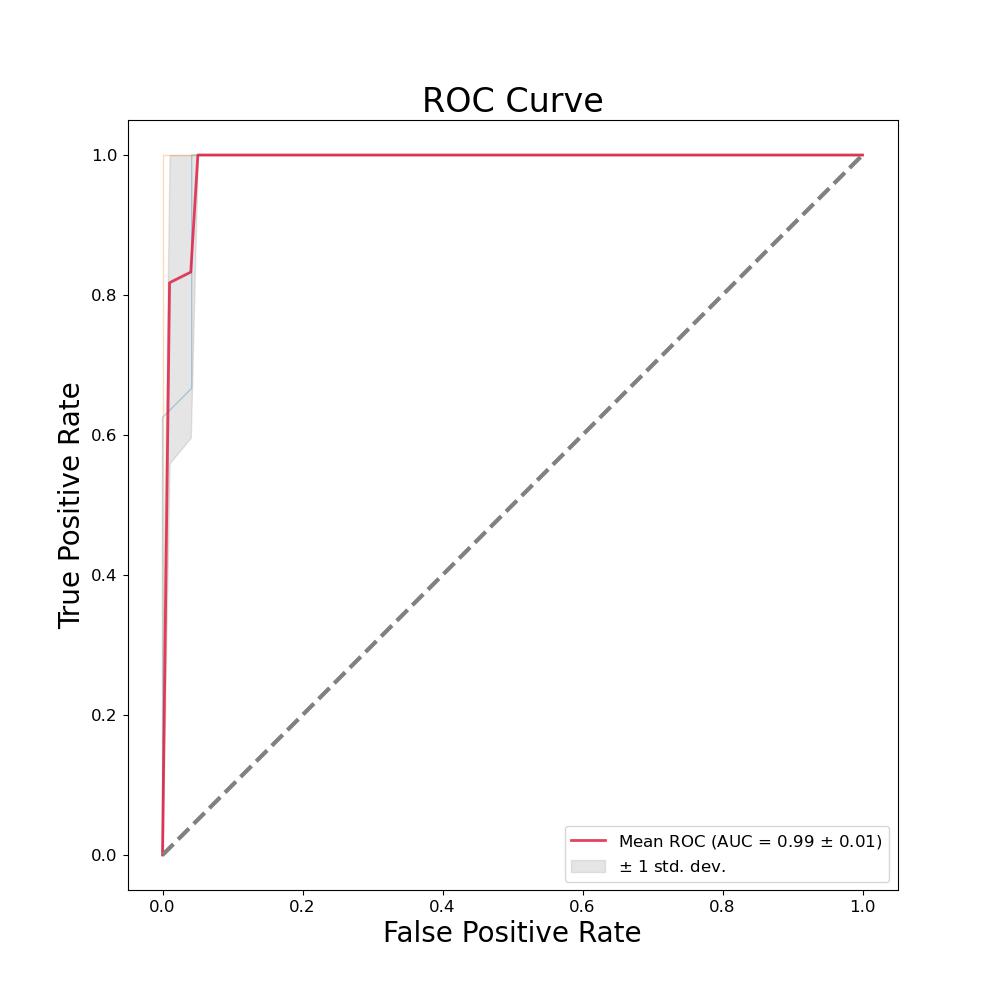 ROC Curve
1.0
0.8
0.6
0.4
0.2
0.0
True Positive Rate
Mean ROC (AUC = 0.99 ± 0.01)
± 1 std. dev.
0.0 0.2 0.4 0.6 0.8 1.0
False Positive Rate